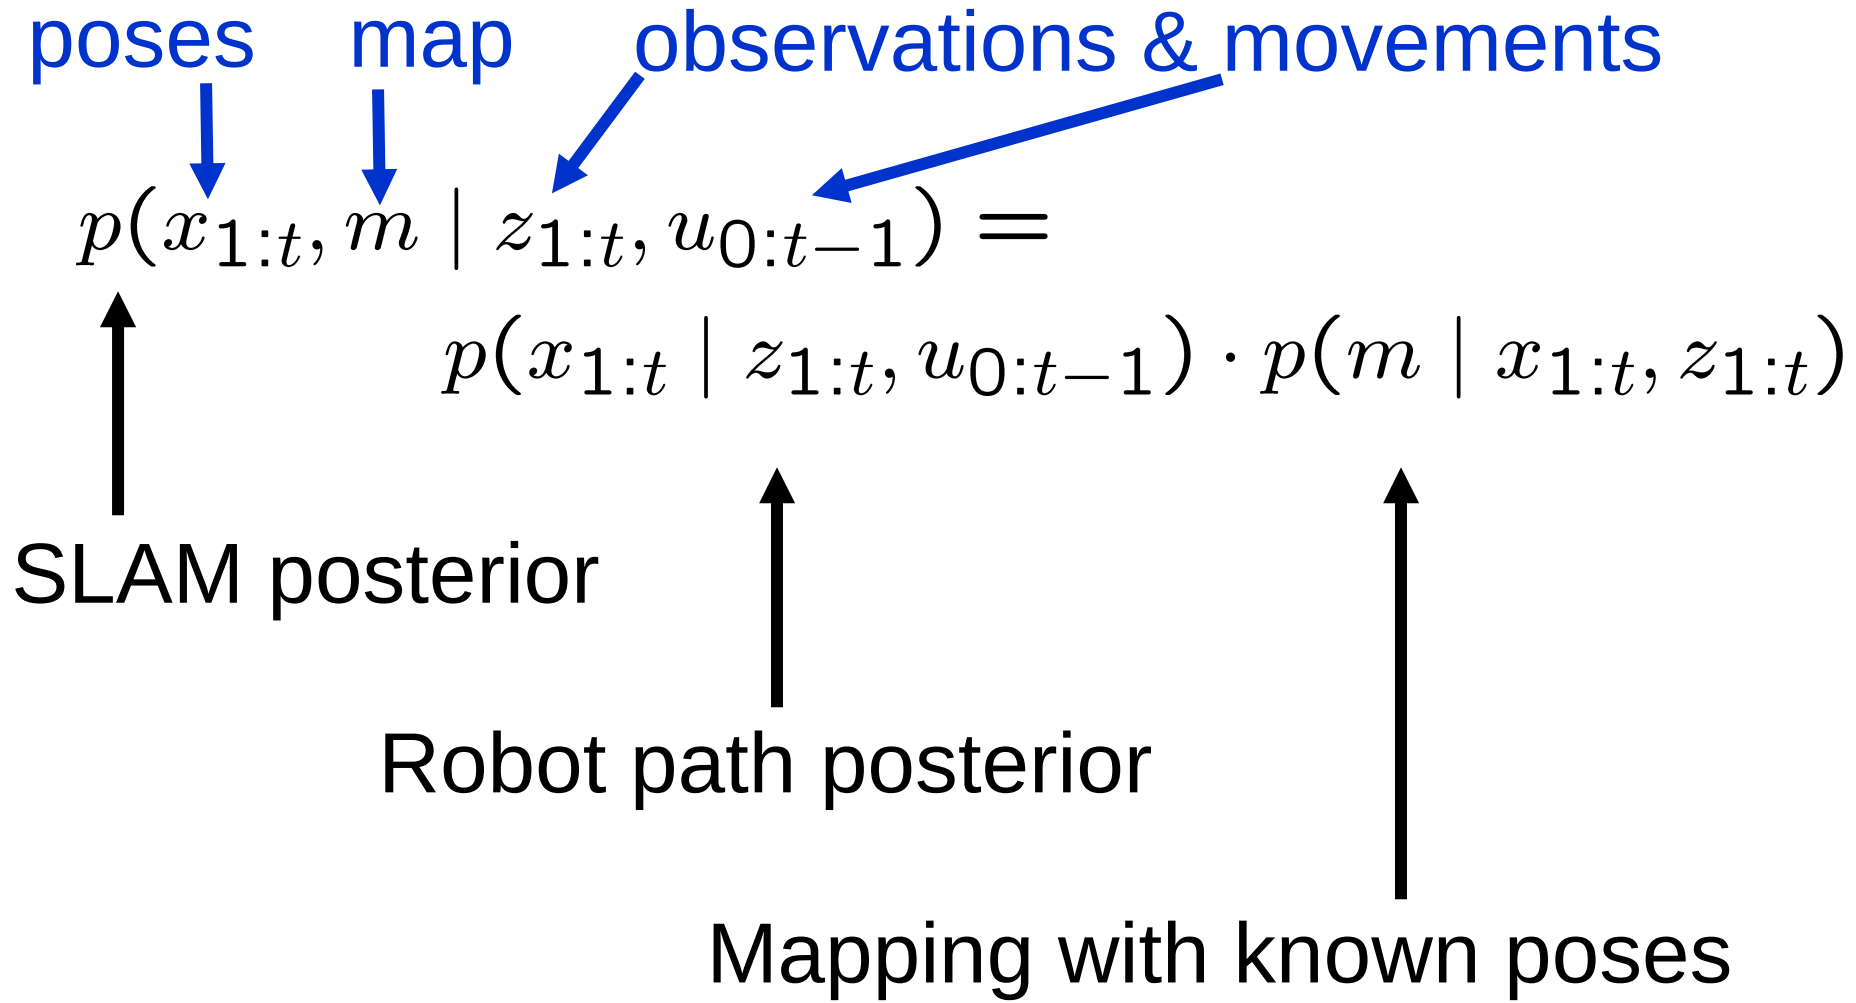 poses map observations & movements
p(x_{1:t}, m | z_{1:t}, u_{0:t−1}) =
p(x_{1:t} | z_{1:t}, u_{0:t−1}) · p(m | x_{1:t}, z_{1:t})
SLAM posterior
Robot path posterior
Mapping with known poses